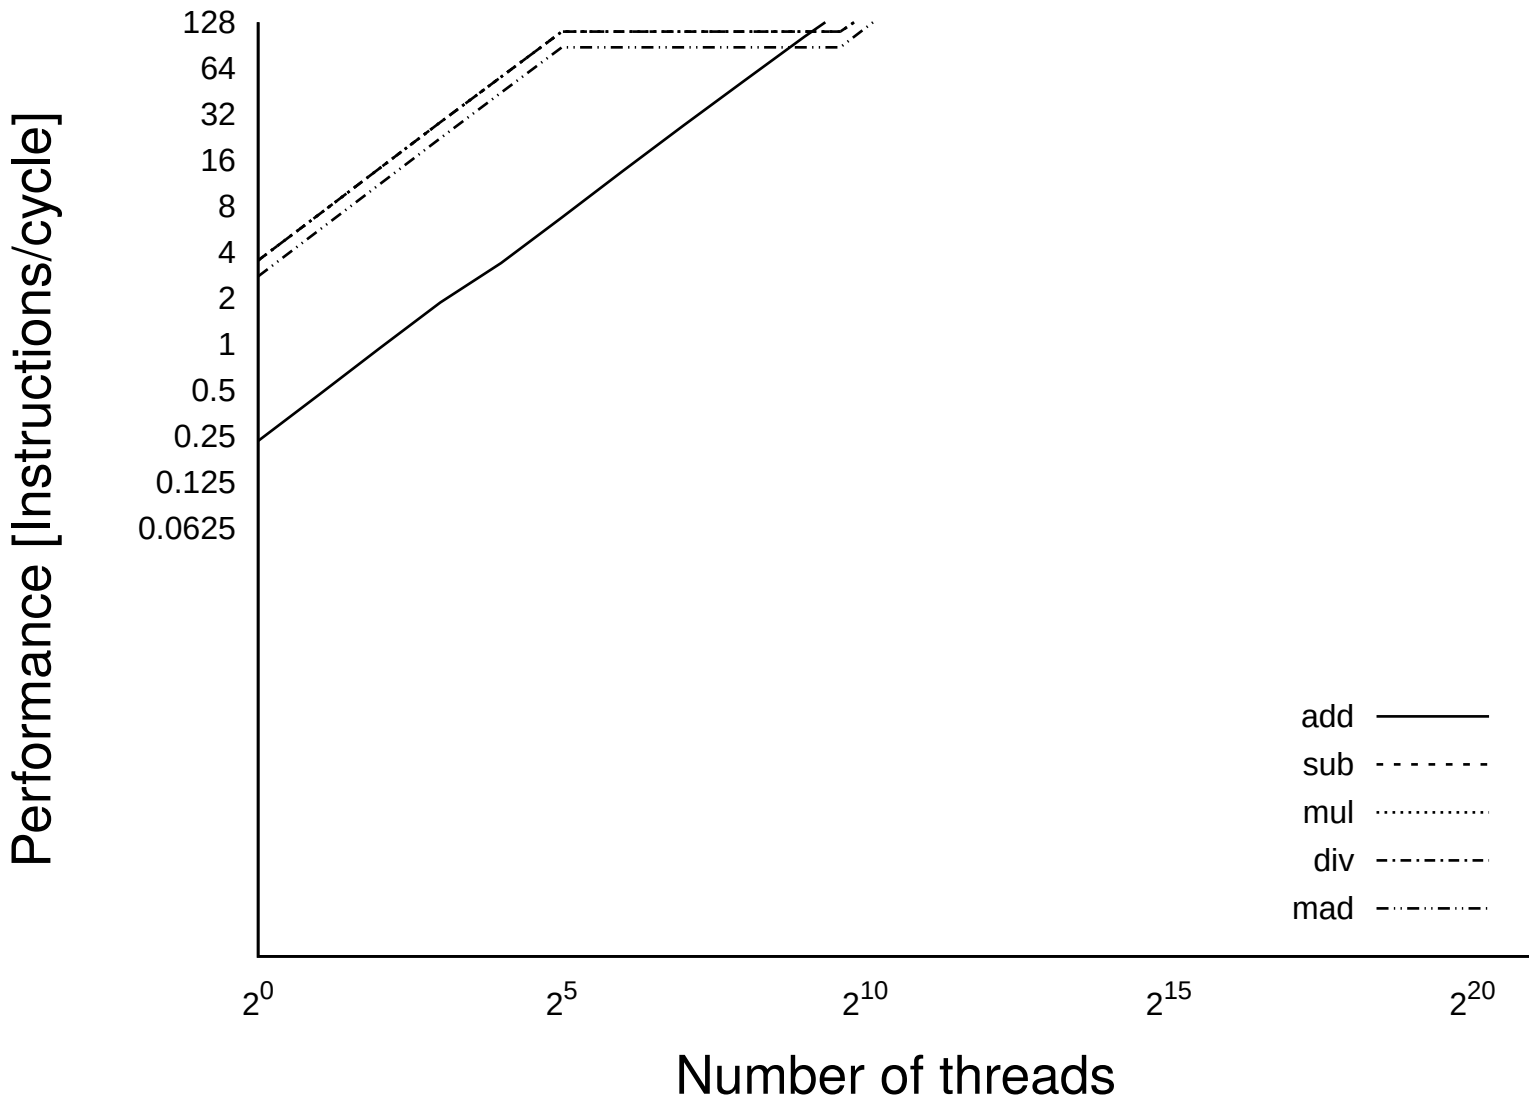 128
64
32
16
8
4
2
1
0.5
0.25
0.125
0.0625
Performance [Instructions/cycle]
add
sub
mul
div
mad
2^0 2^5 2^10 2^15 2^20
Number of threads